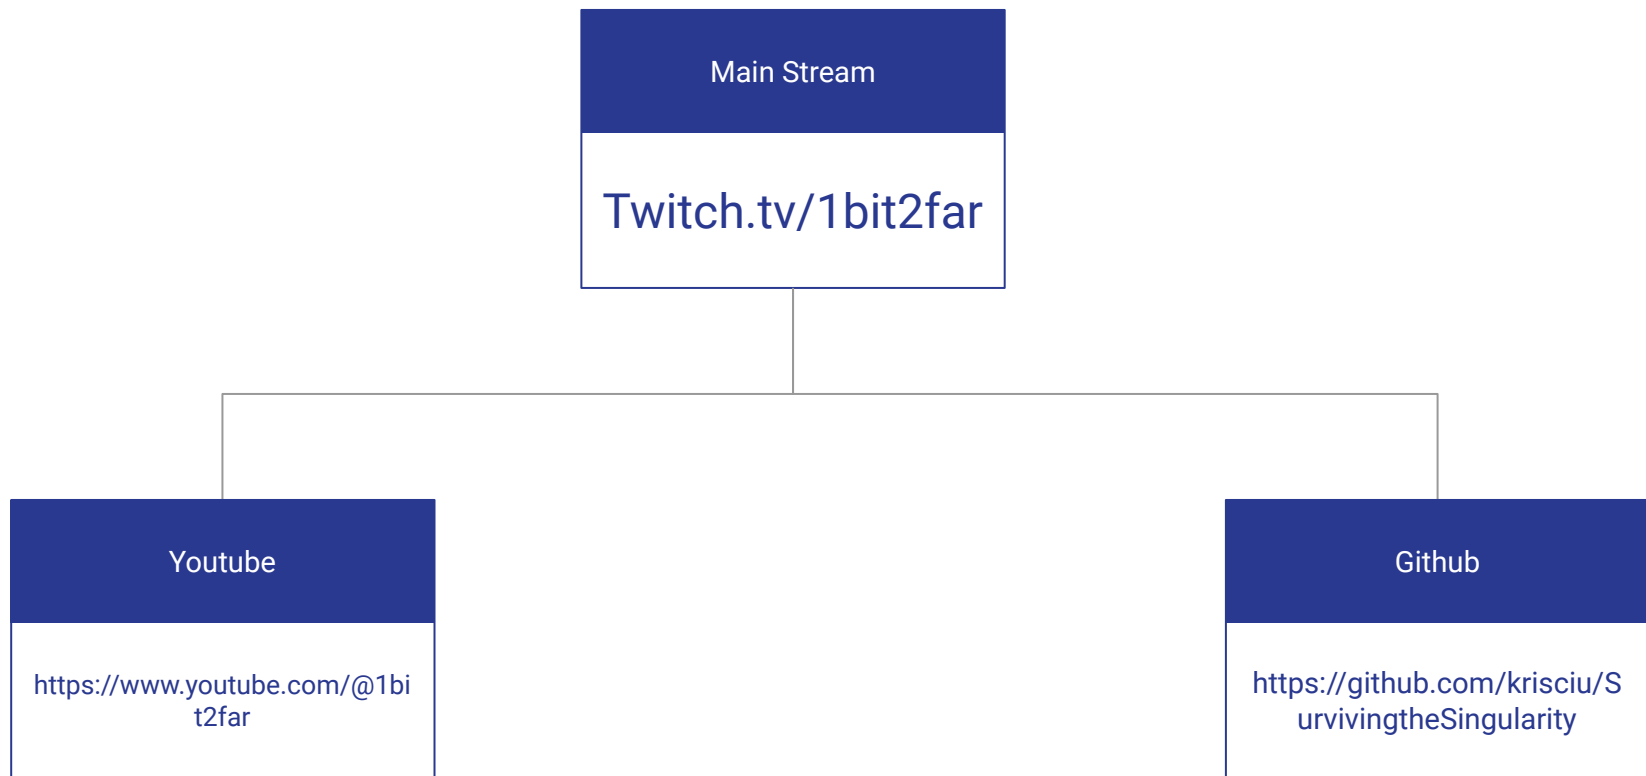 Main Stream
Twitch.tv/1bit2far
Youtube
https://www.youtube.com/@1bi
t2far
Github
https://github.com/krisciu/S
urvivingtheSingularity